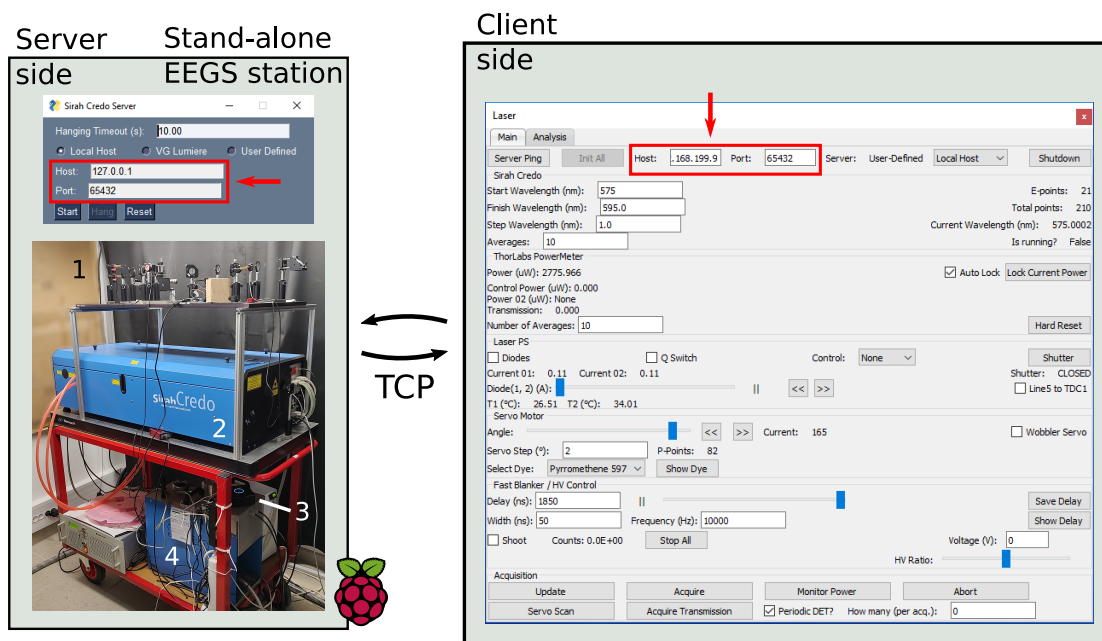 Server
side
Stand-alone
EEGS station
Sirah Credo Server
Hanging Timeout (s): 10.00
Local Host VG Lumiere User Defined
Host: 127.0.0.1
Port: 65432
Start Hang Reset
1
SirahCredo
2
3
4
TCP
Client
side
Laser
x
Main Analysis
Server Ping Init All Host: .168.199.9 Port: 65432 Server: User-Defined Local Host Shutdown
Sirah Credo
Start Wavelength (nm): 575 E-points: 21
Finish Wavelength (nm): 595.0 Total points: 210
Step Wavelength (nm): 1.0 Current Wavelength (nm): 575.0002
Averages: 10 Is running? False
ThorLabs PowerMeter
Power (uW): 2775.966 Auto Lock Lock Current Power
Control Power (uW): 0.000
Power 02 (uW): None
Transmission: 0.000
Number of Averages: 10 Hard Reset
Laser PS
Diodes Q Switch Control: None Shutter
Current 01: 0.11 Current 02: 0.11 Shutter: CLOSED
Diode(1, 2) (A): || << >> Line5 to TDC1
T1 (°C): 26.51 T2 (°C): 34.01
Servo Motor
Angle: << >> Current: 165 Wobbler Servo
Servo Step (°): 2 P-Points: 82
Select Dye: Pyrromethene 597 Show Dye
Fast Blanker / HV Control
Delay (ns): 1850 || Save Delay
Width (ns): 50 Frequency (Hz): 10000 Show Delay
Shoot Counts: 0.0E+00 Stop All Voltage (V): 0
HV Ratio:
Acquisition
Update Acquire Monitor Power Abort
Servo Scan Acquire Transmission Periodic DET? How many (per acq.): 0